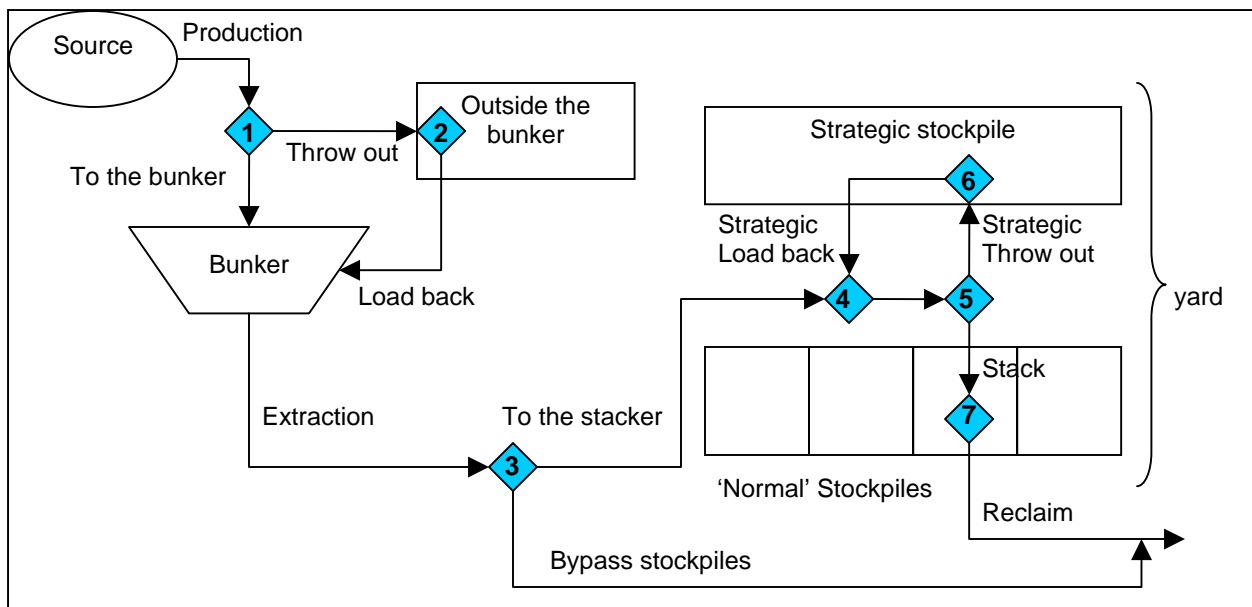 Source
Production
1
Throw out
2
Outside the
bunker
To the bunker
Bunker
Load back
Extraction
3
To the stacker
Bypass stockpiles
Strategic stockpile
6
Strategic
Load back
Strategic
Throw out
4
5
yard
Stack
7
‘Normal’ Stockpiles
Reclaim